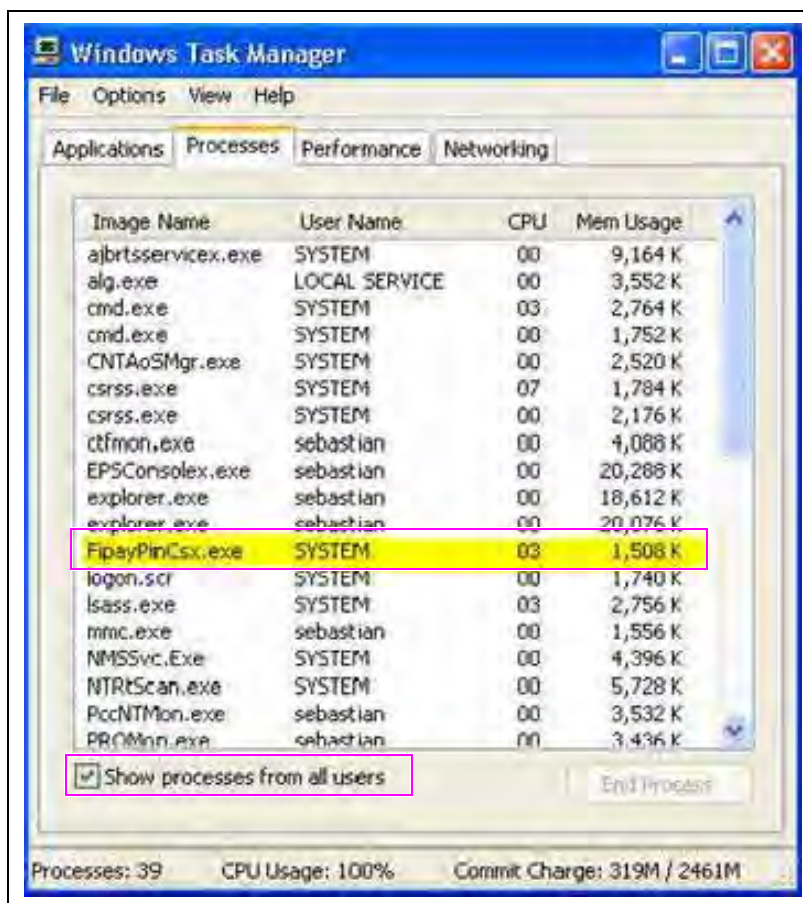 Windows Task Manager
File Options View Help
Applications Processes Performance Networking
Image Name User Name CPU Mem Usage
ajbrtsservicex.exe SYSTEM 00 9,164 K
alg.exe LOCAL SERVICE 00 3,552 K
cmd.exe SYSTEM 03 2,764 K
cmd.exe SYSTEM 00 1,752 K
CNTAoSMgr.exe SYSTEM 00 2,520 K
csrss.exe SYSTEM 07 1,784 K
csrss.exe SYSTEM 00 2,176 K
ctfmon.exe sebastian 00 4,088 K
EPSConsolex.exe sebastian 00 20,288 K
explorer.exe sebastian 00 18,612 K
explorer.exe sebastian 00 20,076 K
FipayPinCsx.exe SYSTEM 03 1,508 K
logon.scr SYSTEM 00 1,740 K
lsass.exe SYSTEM 03 2,756 K
mmc.exe sebastian 00 1,556 K
NMSSvc.Exe SYSTEM 00 4,396 K
NTRtScan.exe SYSTEM 00 5,728 K
PccNTMon.exe sebastian 00 3,532 K
PROMon.exe sebastian 00 3,436 K
Show processes from all users
End Process
Processes: 39 CPU Usage: 100% Commit Charge: 319M / 2461M